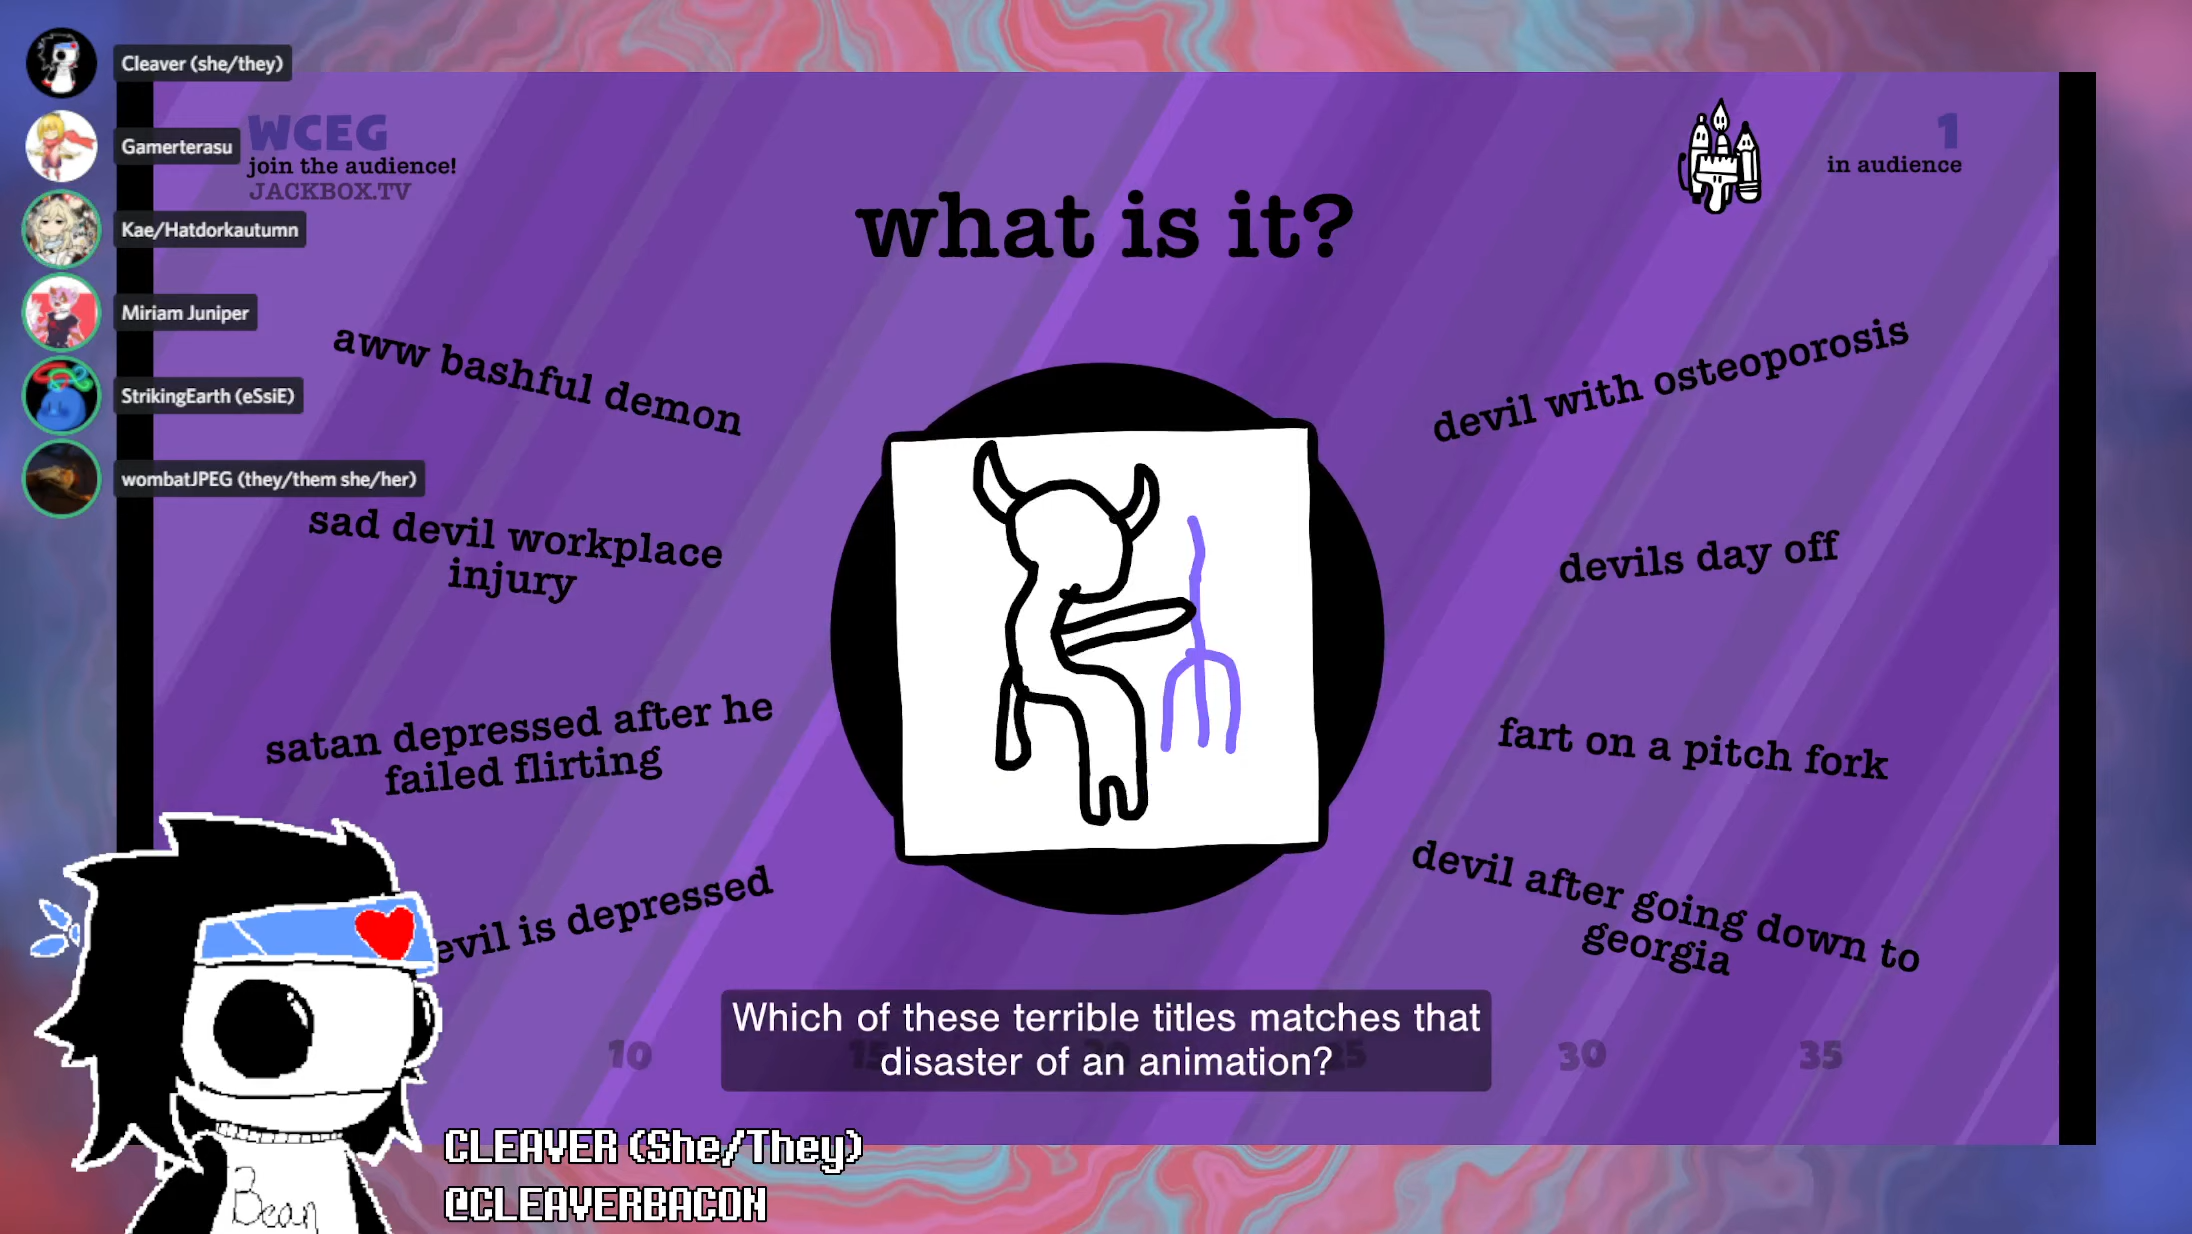 Cleaver (she/they)
Gamerterasu
Kae/Hatdorkautumn
Miriam Juniper
StrikingEarth (eSsiE)
wombatJPEG (they/them she/her)
WCEG
join the audience!
JACKBOX.TV
1
in audience
what is it?
aww bashful demon
sad devil workplace
injury
satan depressed after he
failed flirting
evil is depressed
devil with osteoporosis
devils day off
fart on a pitch fork
devil after going down to
georgia
Which of these terrible titles matches that
disaster of an animation?
10 15 20 25 30 35
CLEAVER (She/They)
@CLEAVERBACON
Bean